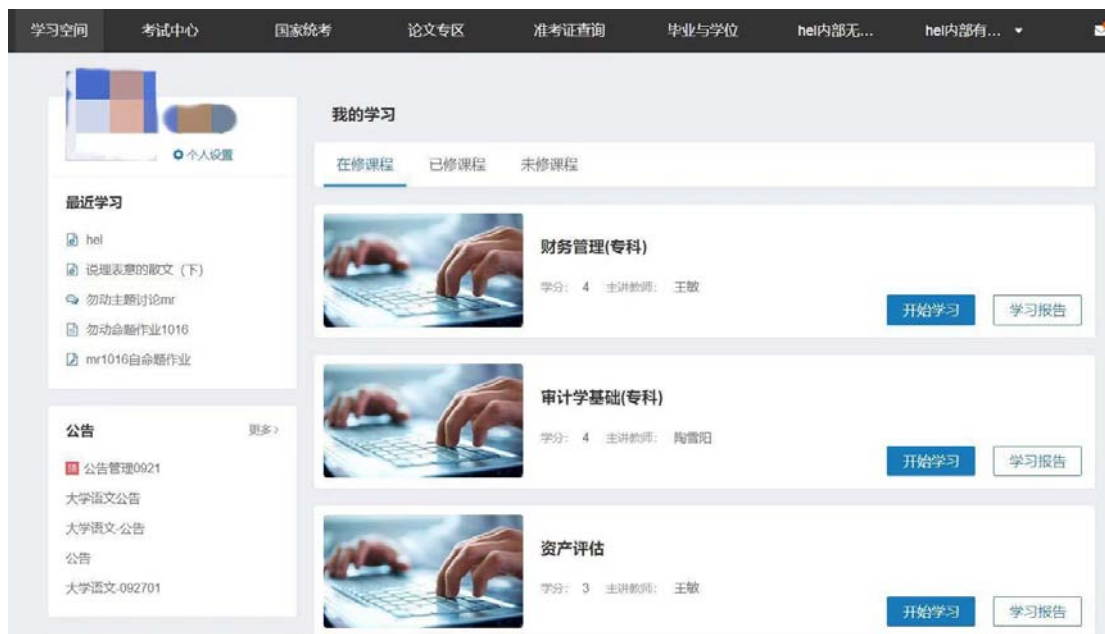 学习空间 考试中心 国家统考 论文专区 准考证查询 毕业与学位 hel内部无... hel内部有...
个人设置
最近学习
hel
说理表意的散文（下）
勿动主题讨论mr
勿动命题作业1016
mr1016自命题作业
公告 更多>
公告管理0921
大学语文公告
大学语文-公告
公告
大学语文-092701
我的学习
在修课程 已修课程 未修课程
财务管理(专科)
学分: 4 主讲教师: 王敏
开始学习 学习报告
审计学基础(专科)
学分: 4 主讲教师: 陶雪阳
开始学习 学习报告
资产评估
学分: 3 主讲教师: 王敏
开始学习 学习报告